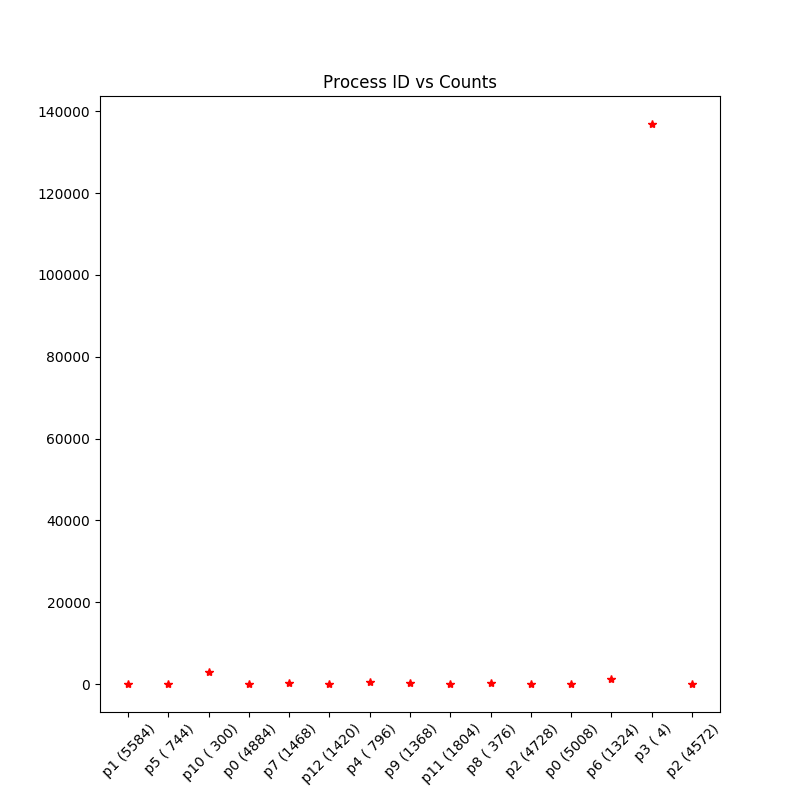 Process ID vs Counts
140000
120000
100000
80000
60000
40000
20000
0
p1 (5584)
p5 ( 744)
p10 ( 300)
p0 (4884)
p7 (1468)
p12 (1420)
p4 ( 796)
p9 (1368)
p11 (1804)
p8 ( 376)
p2 (4728)
p0 (5008)
p6 (1324)
p3 ( 4)
p2 (4572)